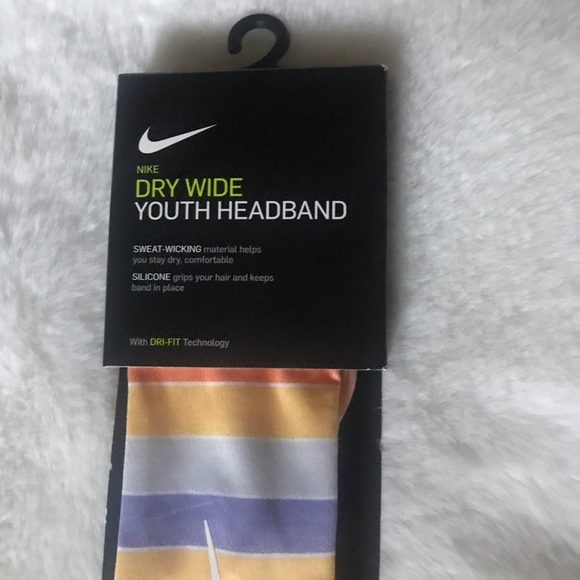 NIKE
DRY WIDE
YOUTH HEADBAND
SWEAT-WICKING material helps
you stay dry, comfortable
SILICONE grips your hair and keeps
band in place
With DRI-FIT Technology